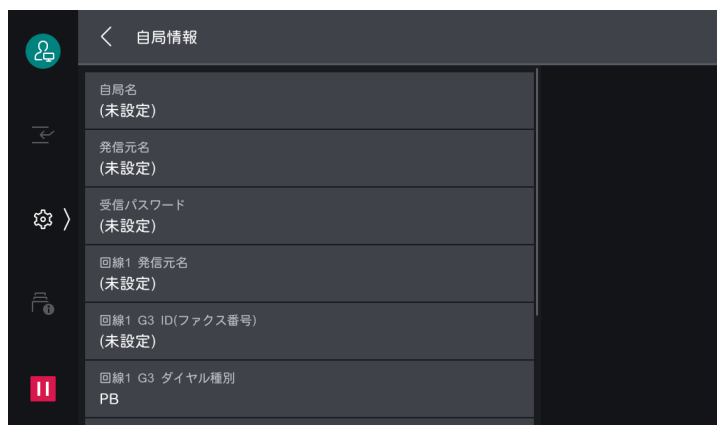 自局情報
自局名
(未設定)
発信元名
(未設定)
受信パスワード
(未設定)
回線1 発信元名
(未設定)
回線1 G3 ID(ファクス番号)
(未設定)
回線1 G3 ダイヤル種別
PB